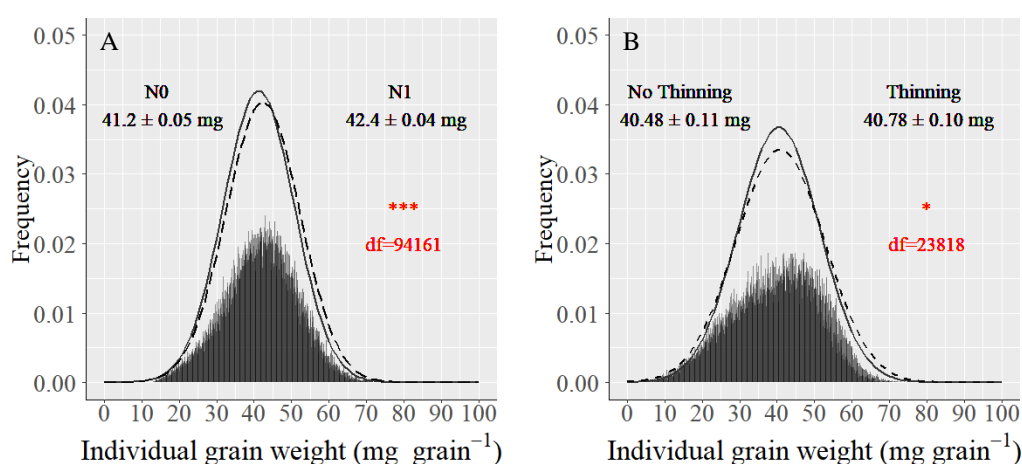 A
N0
N1
41.2 ± 0.05 mg
42.4 ± 0.04 mg
***
df=94161
Frequency
0.05
0.04
0.03
0.02
0.01
0.00
0 10 20 30 40 50 60 70 80 90 100
Individual grain weight (mg grain⁻¹)
B
No Thinning
Thinning
40.48 ± 0.11 mg
40.78 ± 0.10 mg
*
df=23818
Frequency
0.05
0.04
0.03
0.02
0.01
0.00
0 10 20 30 40 50 60 70 80 90 100
Individual grain weight (mg grain⁻¹)